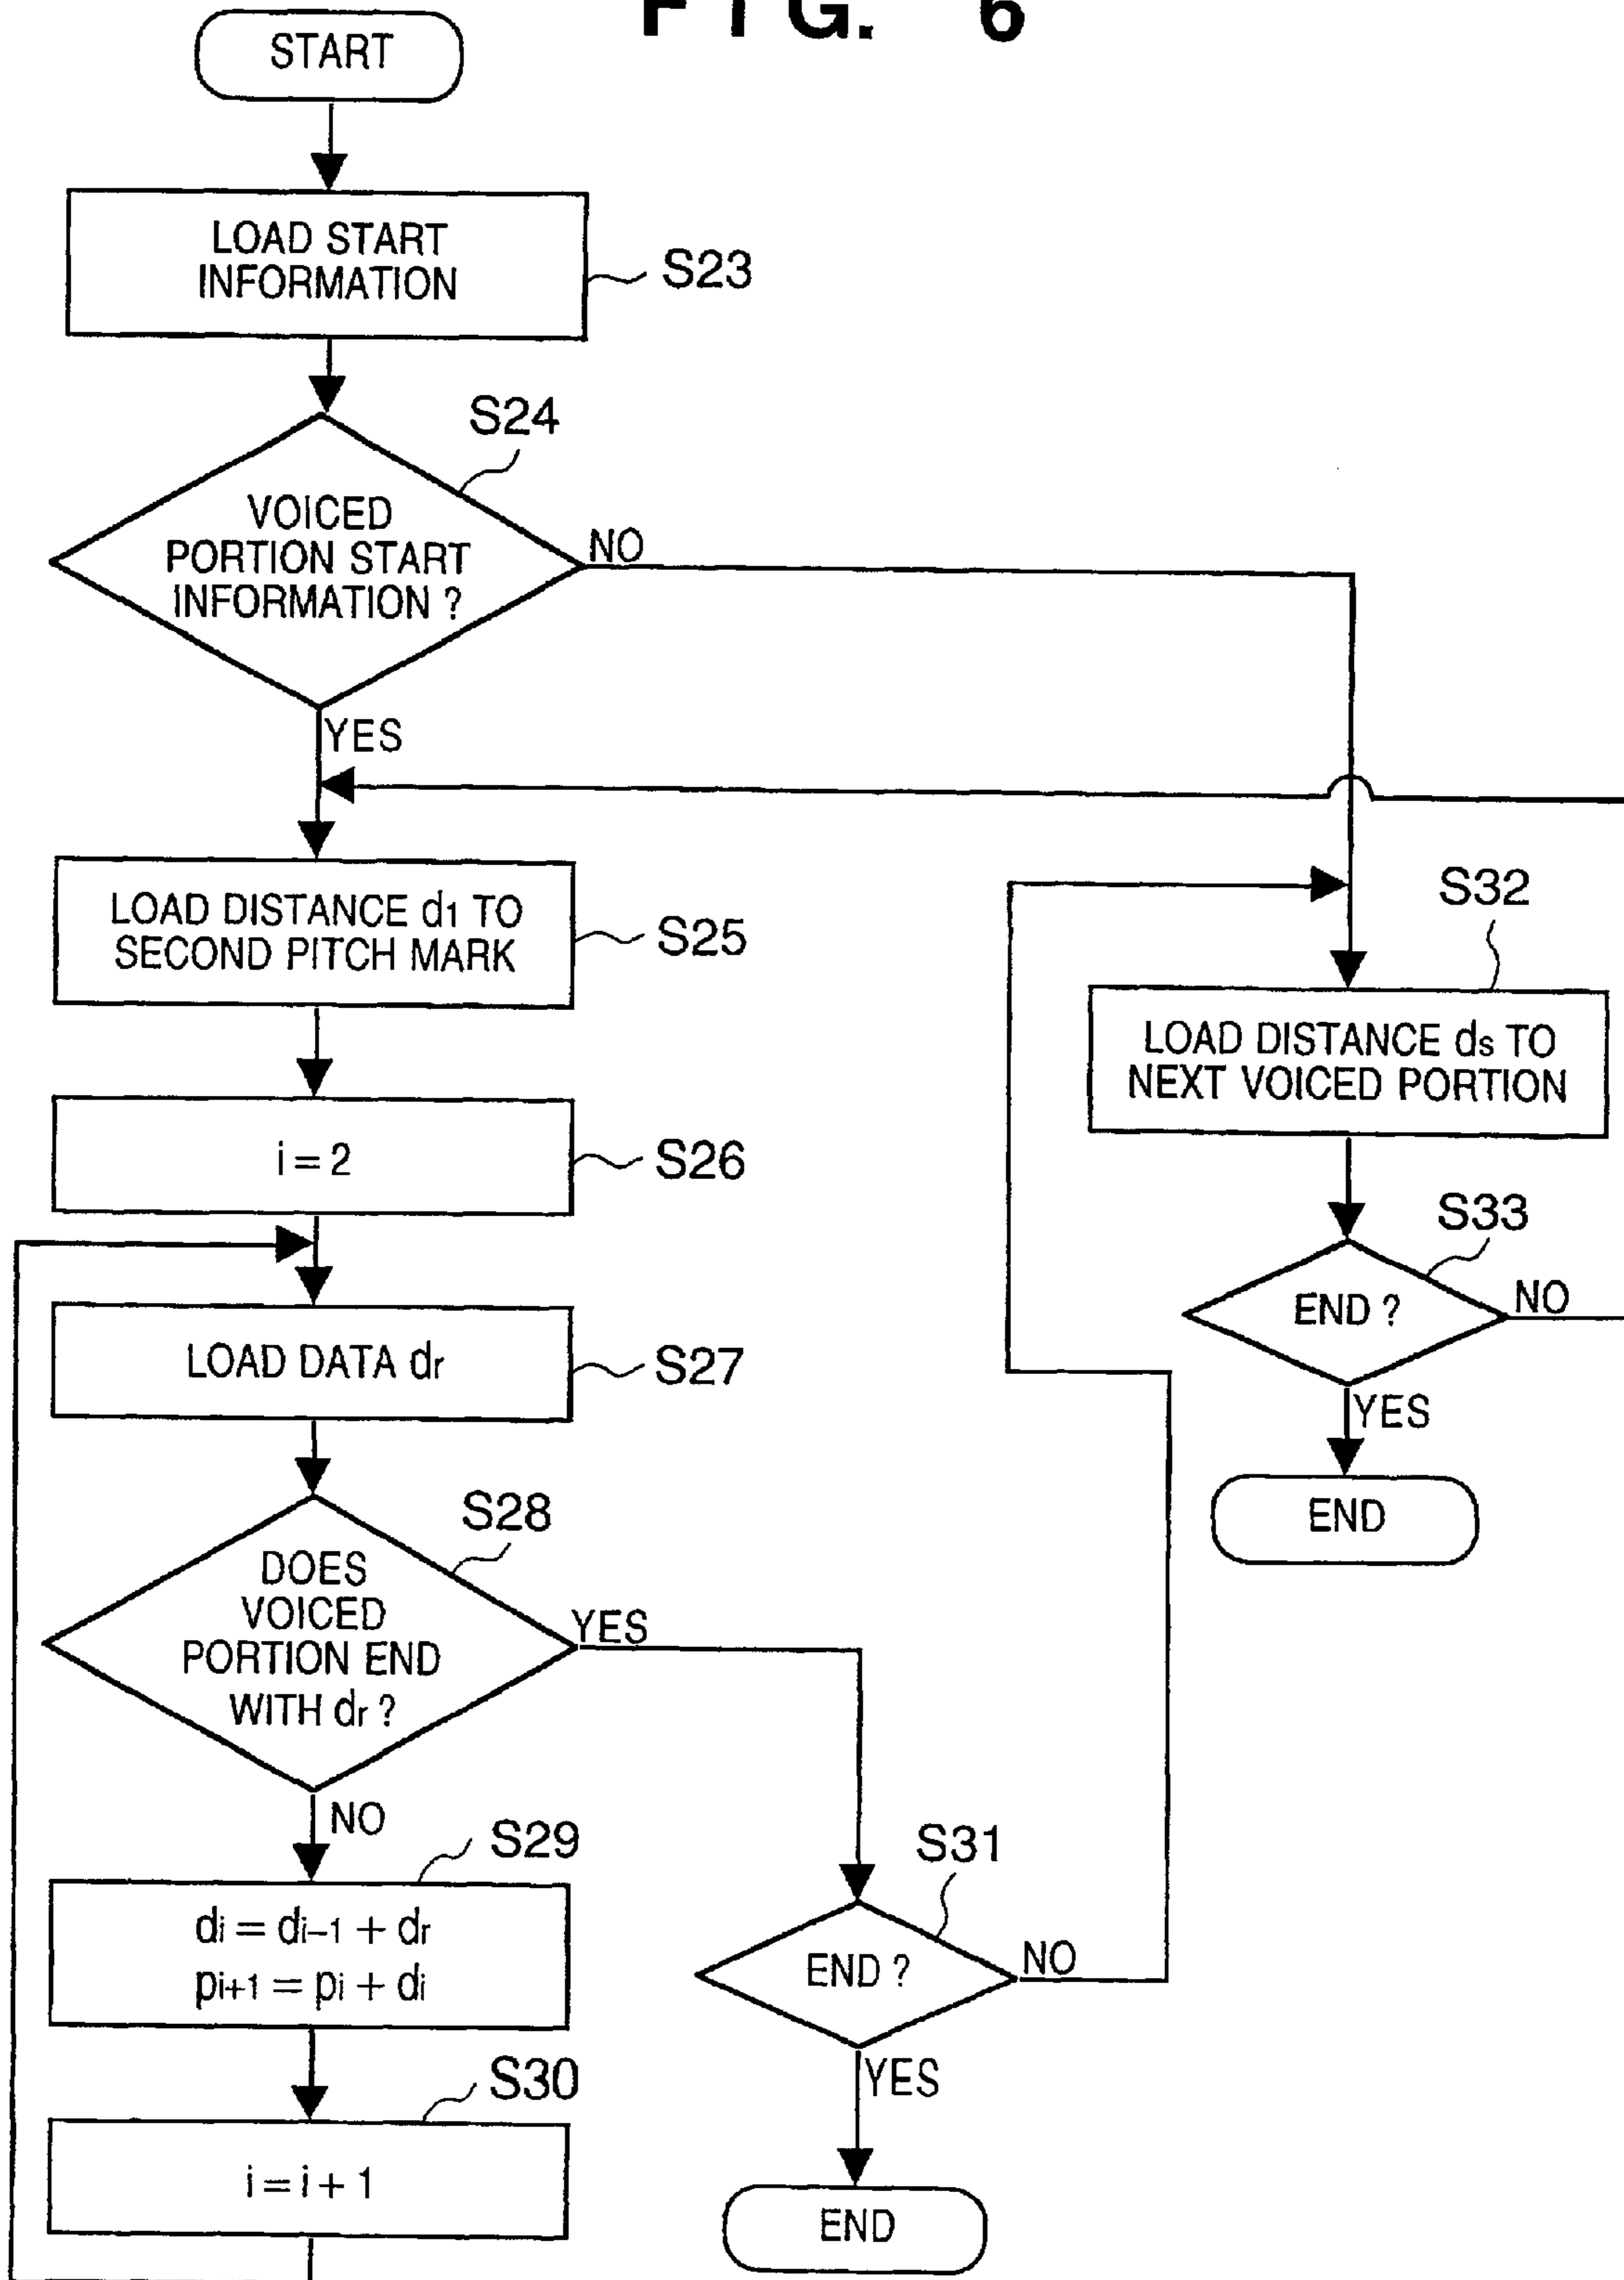 FIG. 6
START
LOAD START
INFORMATION
S23
S24
VOICED
PORTION START
INFORMATION ?
NO
YES
LOAD DISTANCE d1 TO
SECOND PITCH MARK
S25
i = 2
S26
LOAD DATA dr
S27
S28
DOES
VOICED
PORTION END
WITH dr ?
YES
NO
S29
di = di−1 + dr
pi+1 = pi + di
S30
i = i + 1
S31
END ?
NO
YES
END
S32
LOAD DISTANCE ds TO
NEXT VOICED PORTION
S33
END ?
NO
YES
END